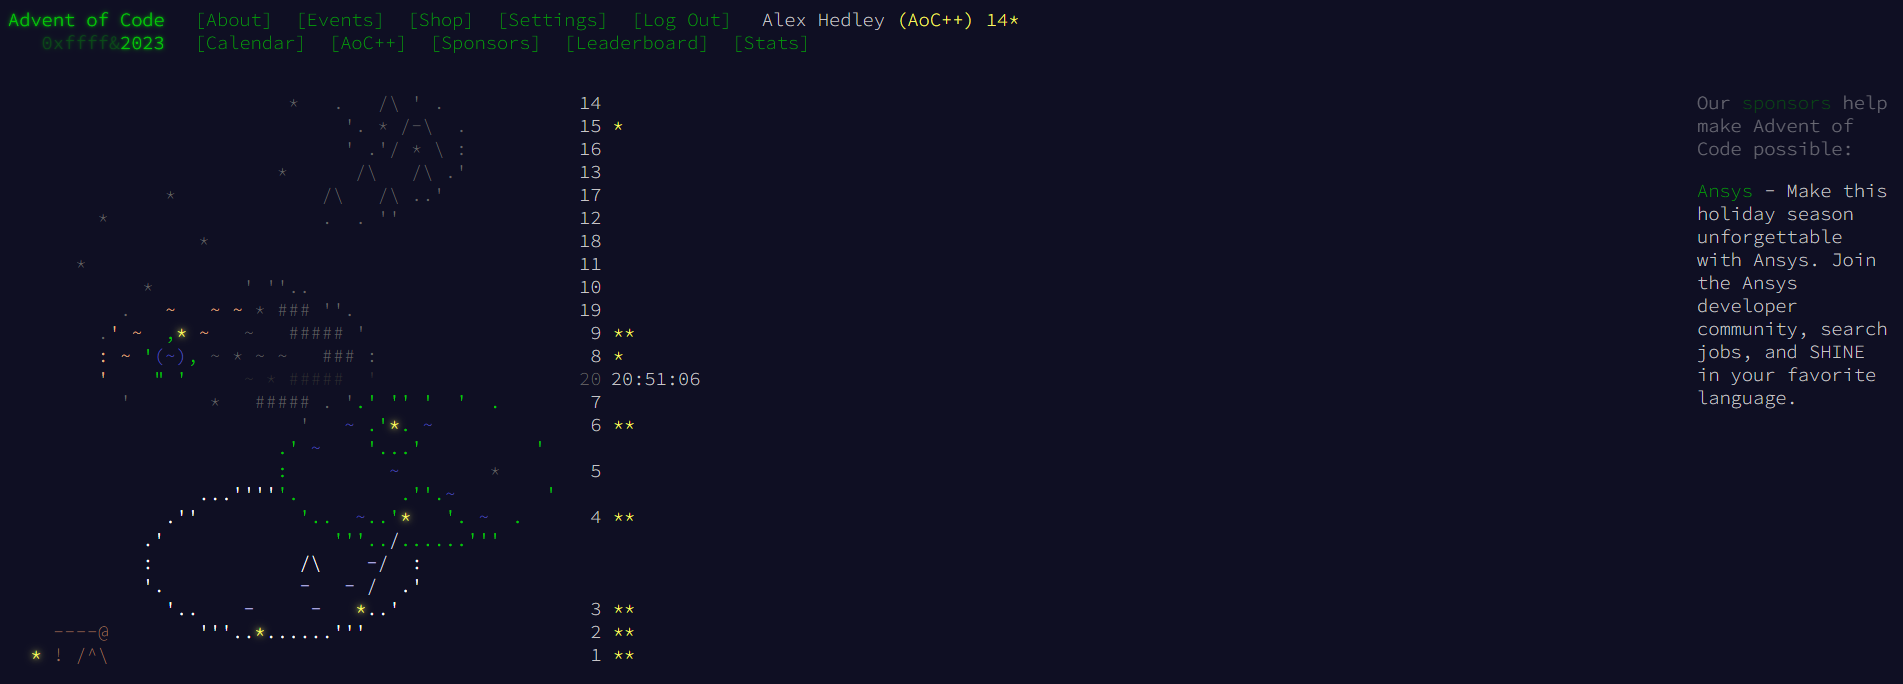 Advent of Code [About] [Events] [Shop] [Settings] [Log Out] Alex Hedley (AoC++) 14*
0xffff&2023 [Calendar] [AoC++] [Sponsors] [Leaderboard] [Stats]
14
15 *
16
13
17
12
18
11
10
19
9 **
8 *
20 20:51:06
7
6 **
5
4 **
3 **
2 **
1 **
Our sponsors help
make Advent of
Code possible:
Ansys - Make this
holiday season
unforgettable
with Ansys. Join
the Ansys
developer
community, search
jobs, and SHINE
in your favorite
language.